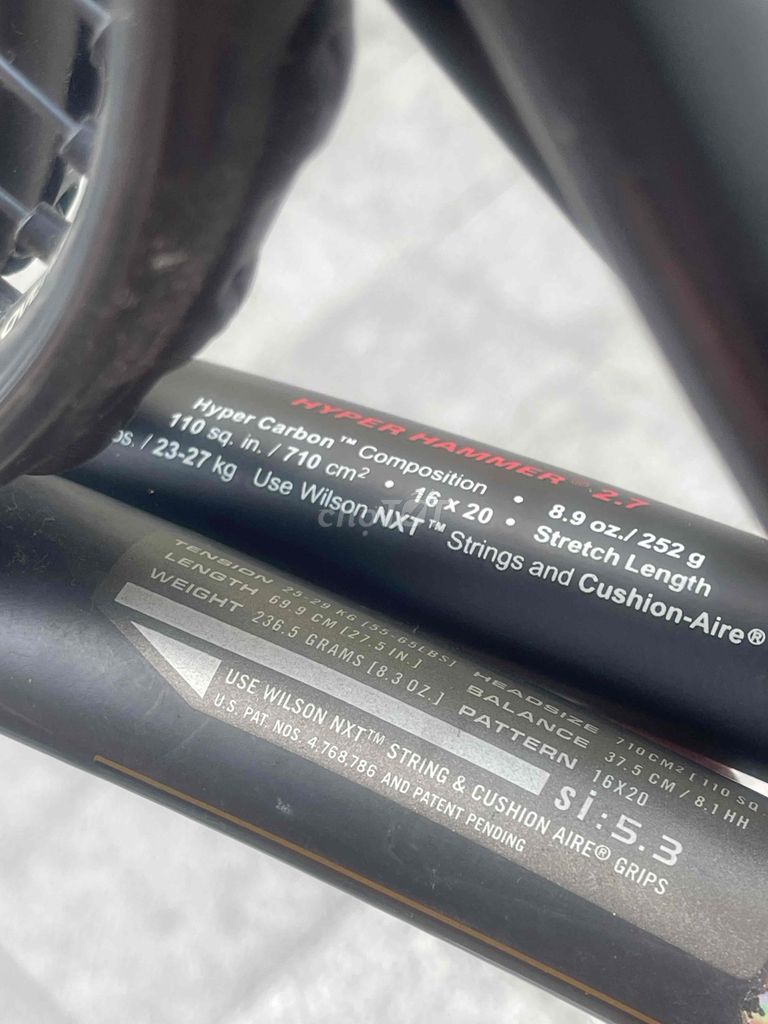 HYPER HAMMER® 2.7
Hyper Carbon™ Composition • 8.9 oz./ 252 g
110 sq. in. / 710 cm² • 16 x 20 • Stretch Length
/ 23-27 kg Use Wilson NXT™ Strings and Cushion-Aire®
chợTỐT
TENSION 25-29 KG [55-65LBS] HEADSIZE 710CM² [110 SQ
LENGTH 69.9 CM [27.5 IN.] BALANCE 37.5 CM / 8.1 HH
WEIGHT 236.5 GRAMS [8.3 OZ.] PATTERN 16X20
si:5.3
USE WILSON NXT™ STRING & CUSHION AIRE® GRIPS
U.S. PAT. NOS. 4,768,786 AND PATENT PENDING